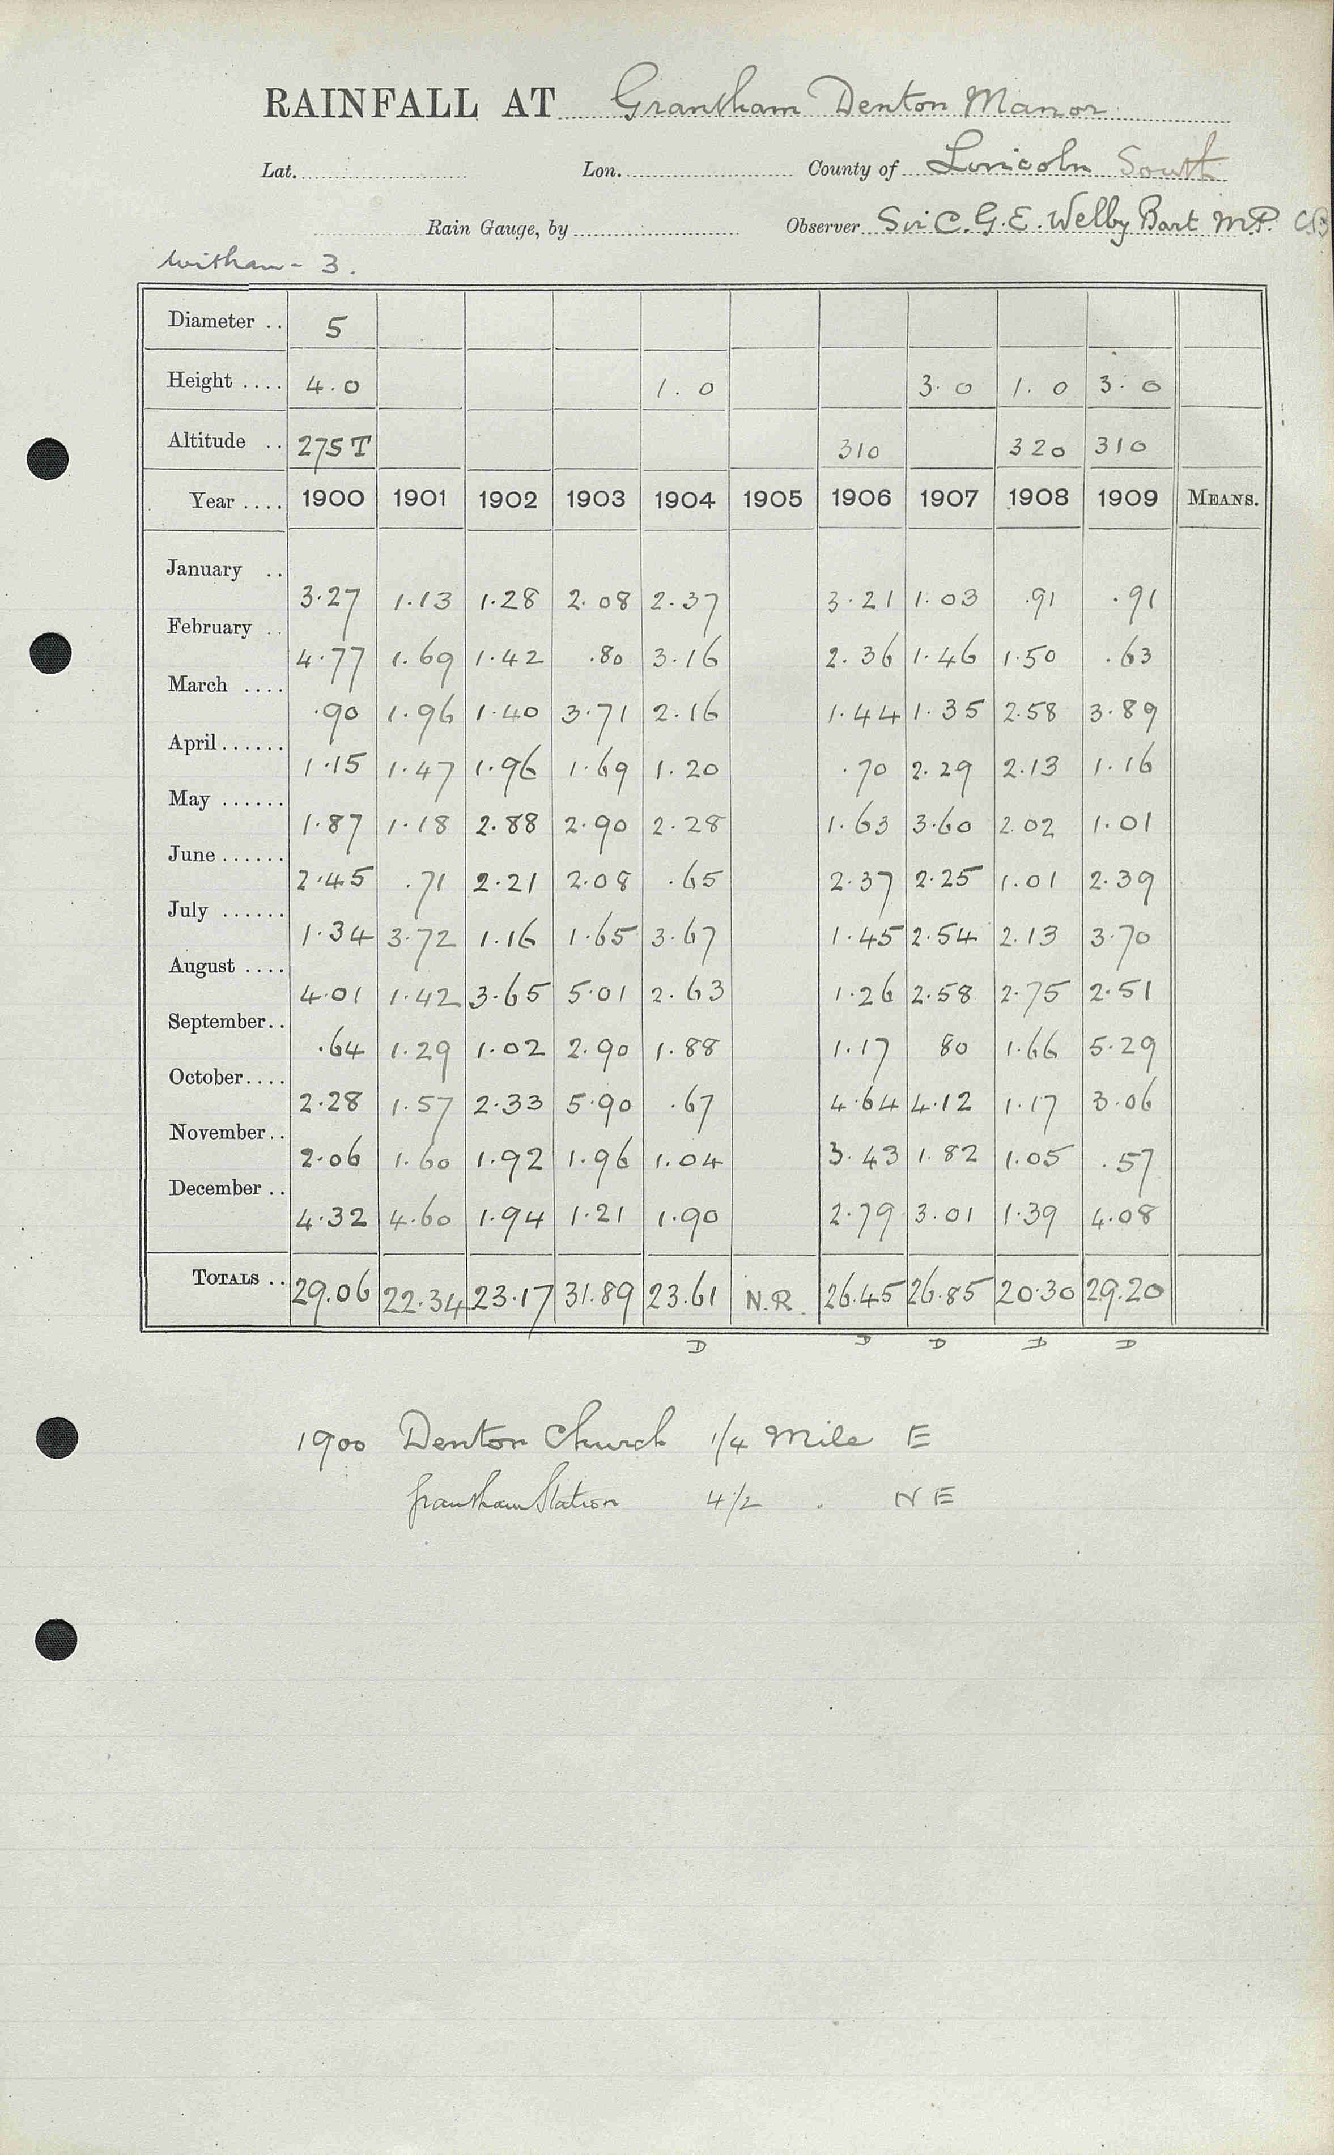 RAINFALL AT Grantham Denton Manor
Lat. Lon. County of Lincoln South
Rain Gauge, by Observer Sir C. G. E. Welby Bart M.P. CB
Witham - 3.
Diameter .. 5
Height .... 4.0 1.0 3.0 1.0 3.0
Altitude .. 275 T 310 320 310
Year .... 1900 1901 1902 1903 1904 1905 1906 1907 1908 1909 MEANS.
January .. 3.27 1.13 1.28 2.08 2.37 3.21 1.03 .91 .91
February .. 4.77 1.69 1.42 .80 3.16 2.36 1.46 1.50 .63
March .... .90 1.96 1.40 3.71 2.16 1.44 1.35 2.58 3.89
April...... 1.15 1.47 1.96 1.69 1.20 .70 2.29 2.13 1.16
May ...... 1.87 1.18 2.88 2.90 2.28 1.63 3.60 2.02 1.01
June...... 2.45 .71 2.21 2.08 .65 2.37 2.25 1.01 2.39
July ...... 1.34 3.72 1.16 1.65 3.67 1.45 2.54 2.13 3.70
August .... 4.01 1.42 3.65 5.01 2.63 1.26 2.58 2.75 2.51
September.. .64 1.29 1.02 2.90 1.88 1.17 80 1.66 5.29
October.... 2.28 1.57 2.33 5.90 .67 4.64 4.12 1.17 3.06
November.. 2.06 1.60 1.92 1.96 1.04 3.43 1.82 1.05 .57
December .. 4.32 4.60 1.94 1.21 1.90 2.79 3.01 1.39 4.08
TOTALS .. 29.06 22.34 23.17 31.89 23.61 N.R. 26.45 26.85 20.30 29.20
D D D D D
1900 Denton Church 1/4 Mile E
Grantham Station 4 1/2 . NE